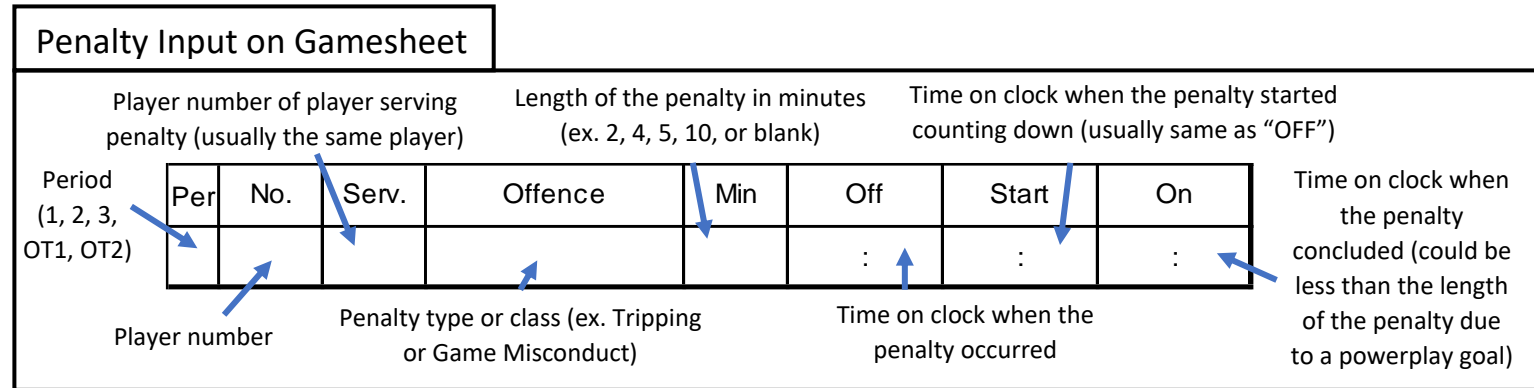 Penalty Input on Gamesheet
Player number of player serving
penalty (usually the same player)
Length of the penalty in minutes
(ex. 2, 4, 5, 10, or blank)
Time on clock when the penalty started
counting down (usually same as “OFF”)
Period
(1, 2, 3,
OT1, OT2)
Per No. Serv. Offence Min Off Start On
: : :
Time on clock when
the penalty
concluded (could be
less than the length
of the penalty due
to a powerplay goal)
Player number
Penalty type or class (ex. Tripping
or Game Misconduct)
Time on clock when the
penalty occurred